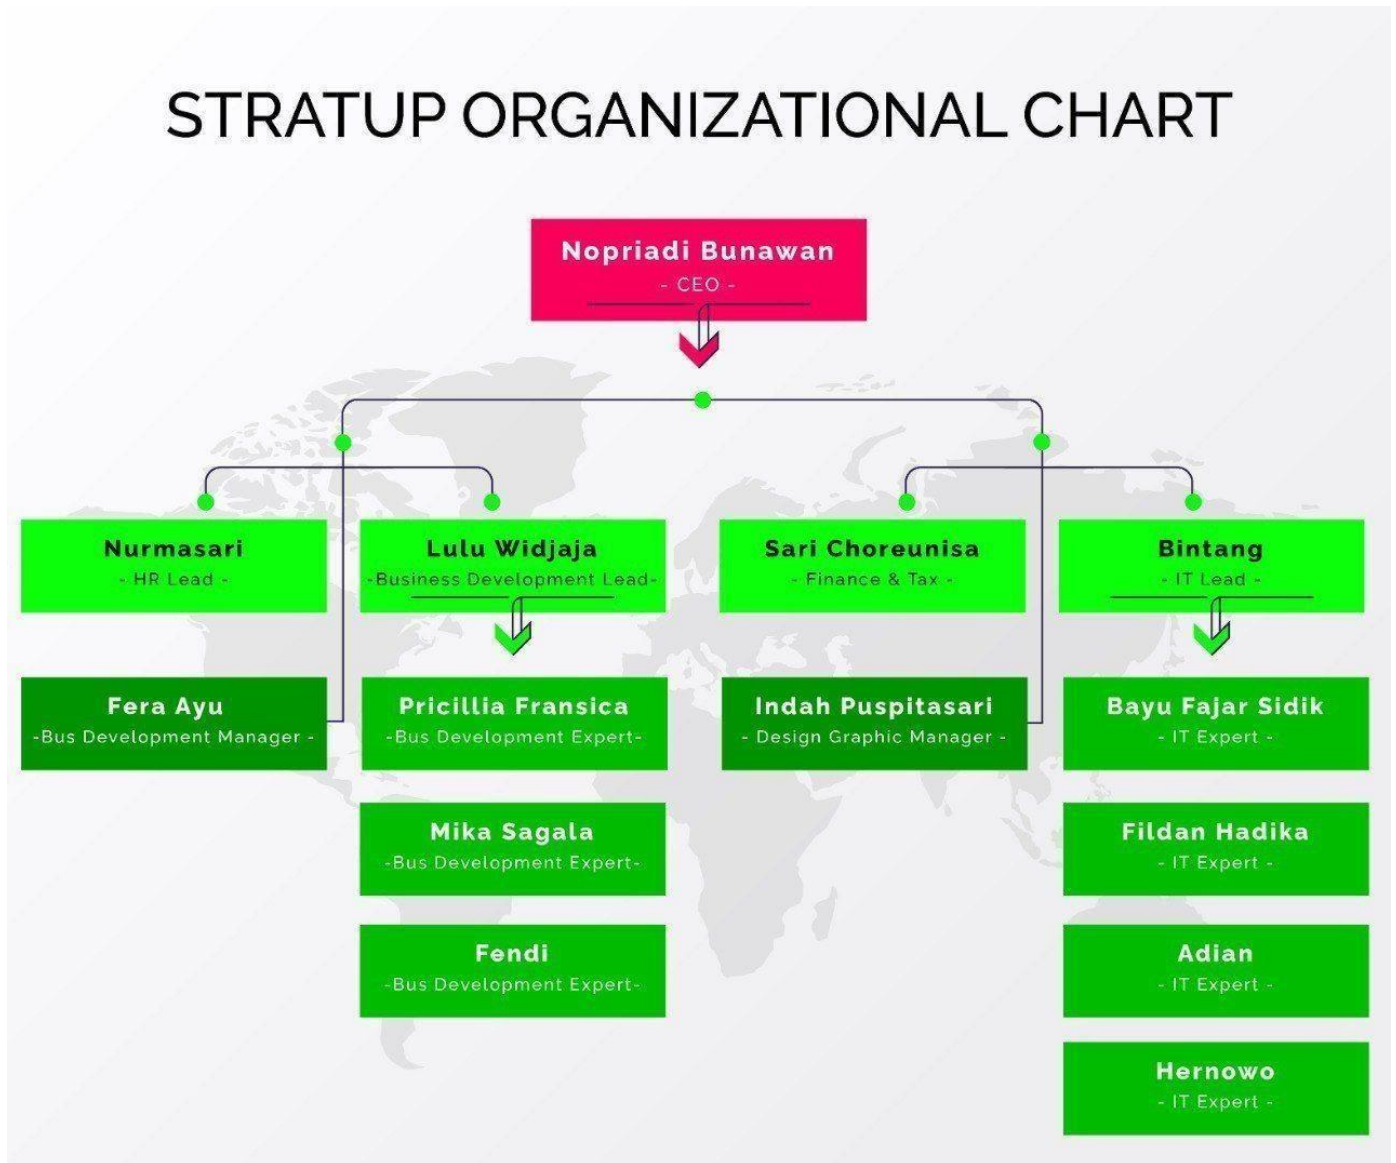 STRATUP ORGANIZATIONAL CHART
Nopriadi Bunawan
- CEO -
Nurmasari
- HR Lead -
Lulu Widjaja
-Business Development Lead-
Sari Choreunisa
- Finance & Tax -
Bintang
- IT Lead -
Fera Ayu
-Bus Development Manager -
Pricillia Fransica
-Bus Development Expert-
Indah Puspitasari
- Design Graphic Manager -
Bayu Fajar Sidik
- IT Expert -
Mika Sagala
-Bus Development Expert-
Fildan Hadika
- IT Expert -
Fendi
-Bus Development Expert-
Adian
- IT Expert -
Hernowo
- IT Expert -